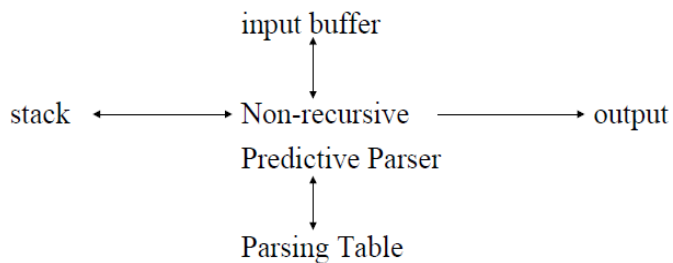 input buffer
stack Non-recursive output
Predictive Parser
Parsing Table